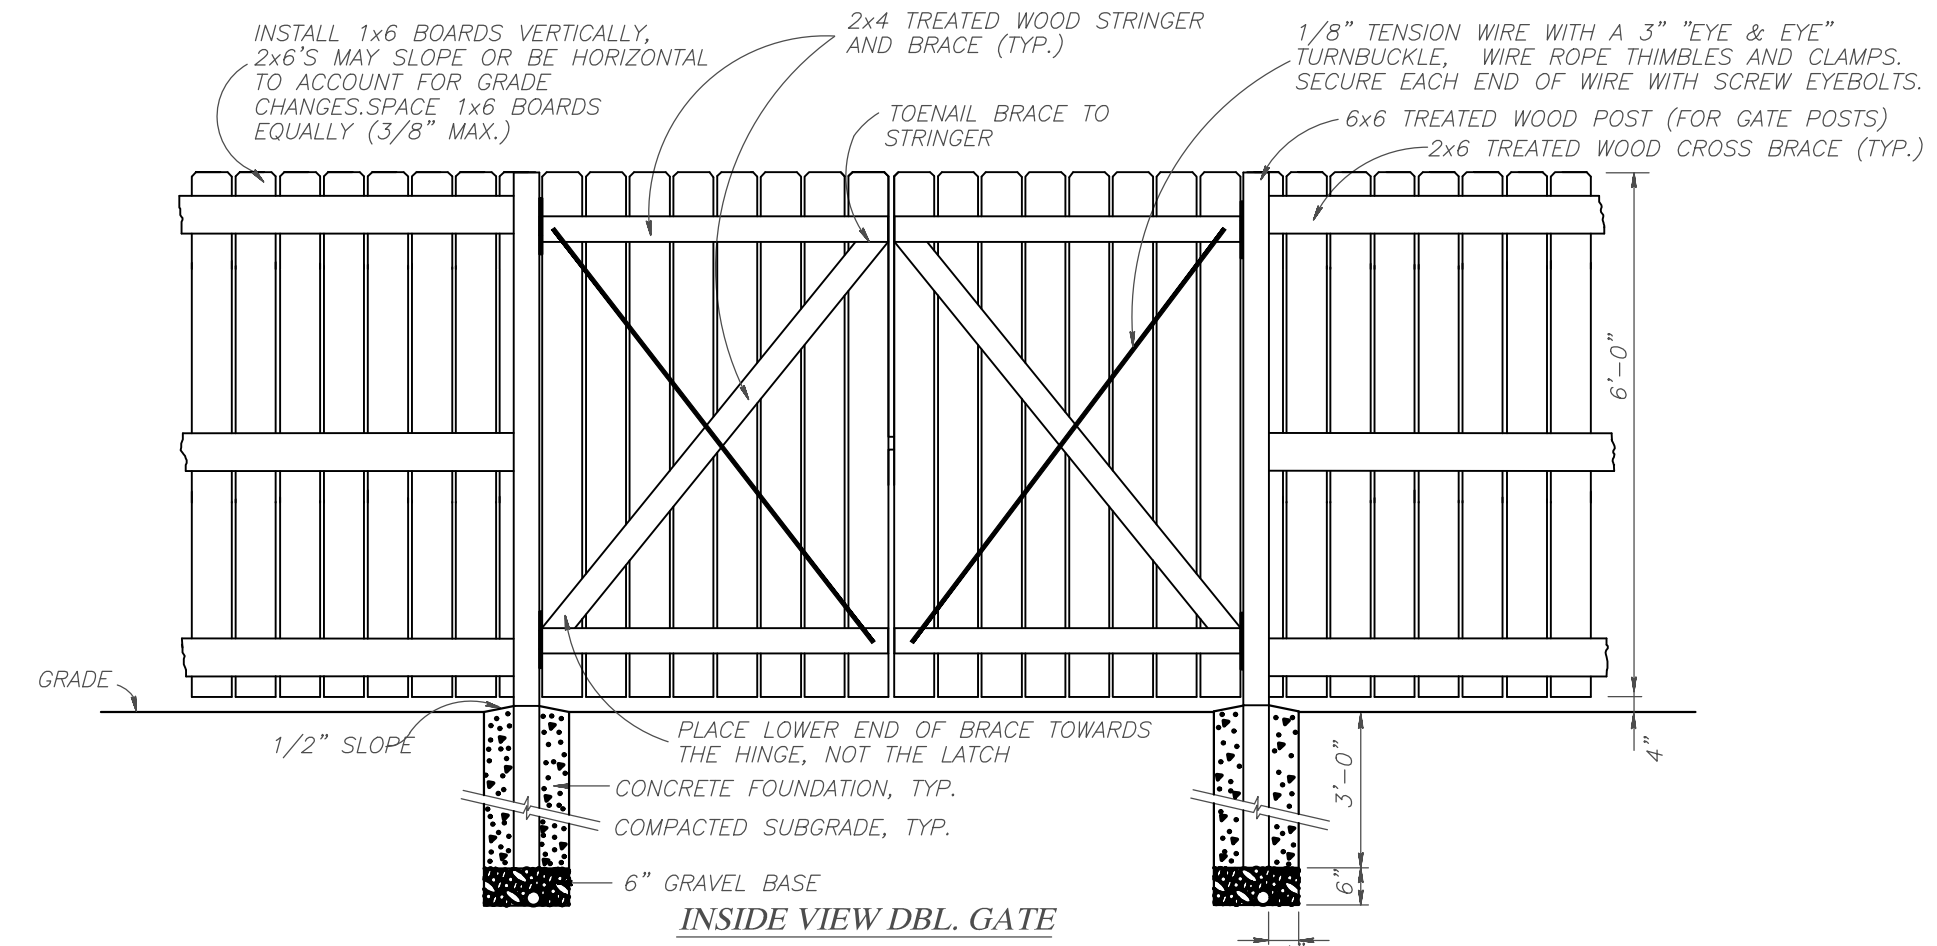 INSTALL 1x6 BOARDS VERTICALLY,
2x6'S MAY SLOPE OR BE HORIZONTAL
TO ACCOUNT FOR GRADE
CHANGES.SPACE 1x6 BOARDS
EQUALLY (3/8" MAX.)
2x4 TREATED WOOD STRINGER
AND BRACE (TYP.)
TOENAIL BRACE TO
STRINGER
1/8" TENSION WIRE WITH A 3" "EYE & EYE"
TURNBUCKLE, WIRE ROPE THIMBLES AND CLAMPS.
SECURE EACH END OF WIRE WITH SCREW EYEBOLTS.
6x6 TREATED WOOD POST (FOR GATE POSTS)
2x6 TREATED WOOD CROSS BRACE (TYP.)
6'-0"
GRADE
1/2" SLOPE
PLACE LOWER END OF BRACE TOWARDS
THE HINGE, NOT THE LATCH
4"
3'-0"
CONCRETE FOUNDATION, TYP.
COMPACTED SUBGRADE, TYP.
6" GRAVEL BASE
6"
INSIDE VIEW DBL. GATE